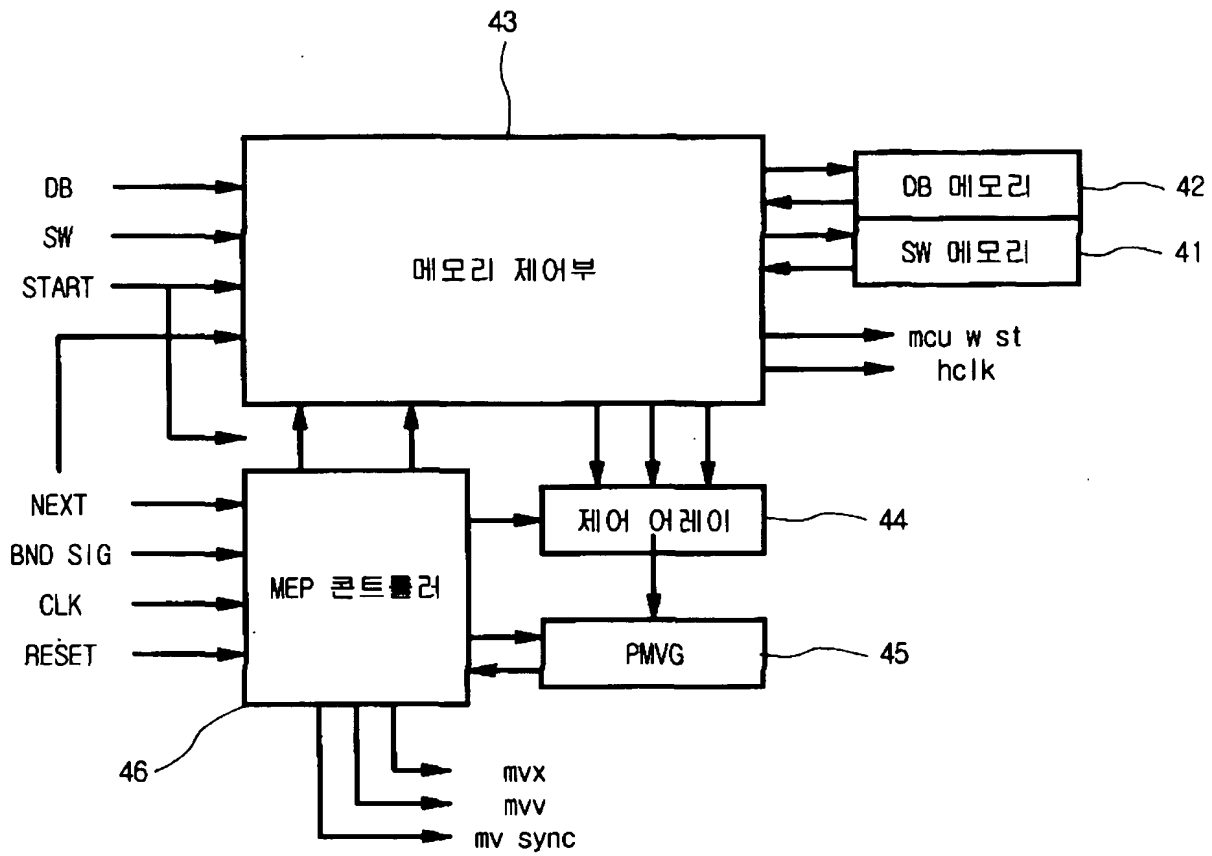 43
DB
SW
START
메모리 제어부
DB 메모리
42
SW 메모리
41
mcu w st
hclk
NEXT
BND SIG
CLK
RESET
MEP 콘트롤러
제어 어레이
44
PMVG
45
46
mvx
mvv
mv sync